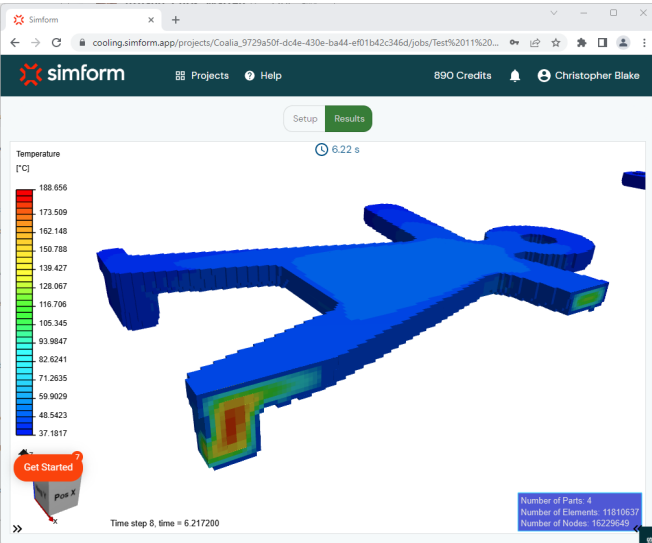 Simform
cooling.simform.app/projects/Coalia_9729a50f-dc4e-430e-ba44-ef01b42c346d/jobs/Test%2011%20...
simform
Projects
Help
890 Credits
Christopher Blake
Setup
Results
6.22 s
Temperature
[°C]
188.656
173.509
162.148
150.788
139.427
128.067
116.706
105.345
93.9847
82.6241
71.2635
59.9029
48.5423
37.1817
7
Get Started
Pos X
X
Time step 8, time = 6.217200
Number of Parts: 4
Number of Elements: 11810637
Number of Nodes: 16229649